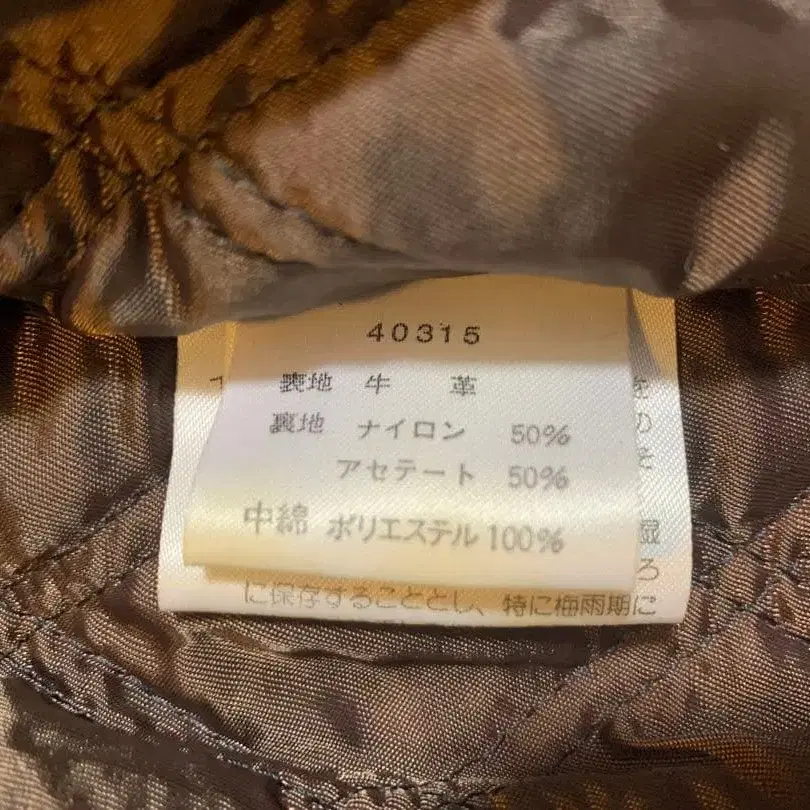 40315
表地 牛 革
裏地 ナイロン 50%
アセテート 50%
中綿 ポリエステル 100%
に保存することとし、特に梅雨期に